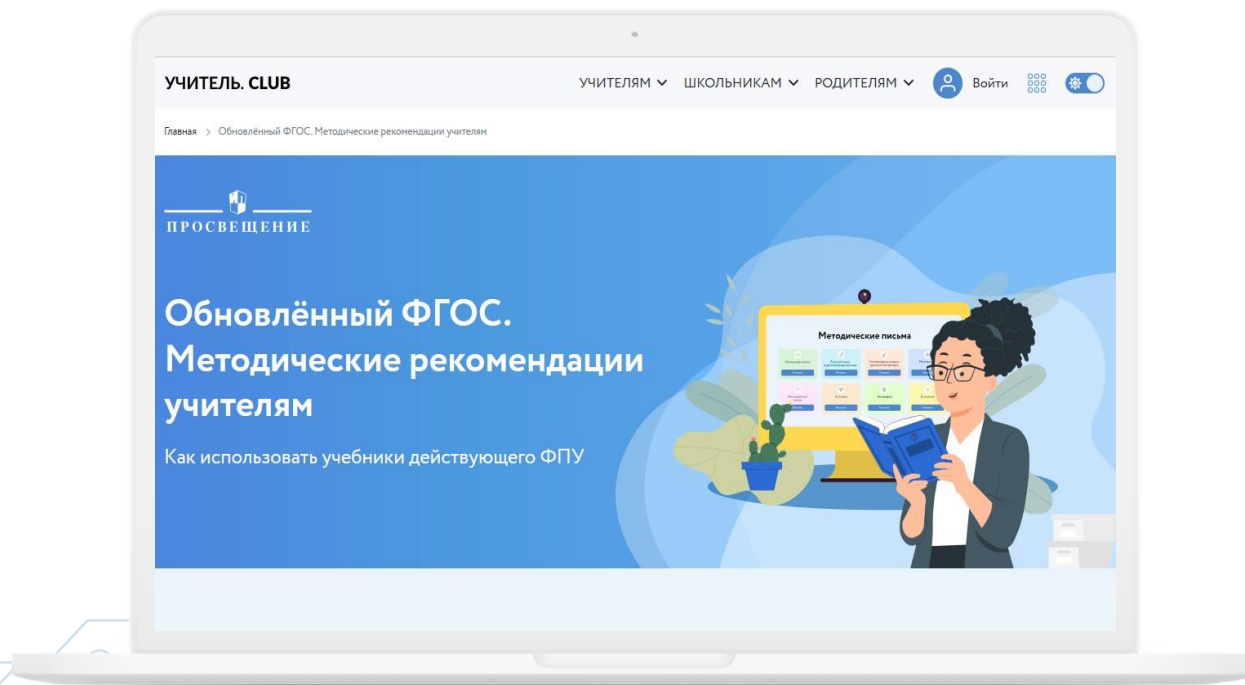 УЧИТЕЛЬ. CLUB
УЧИТЕЛЯМ
ШКОЛЬНИКАМ
РОДИТЕЛЯМ
Войти
Главная > Обновлённый ФГОС. Методические рекомендации учителям
ПРОСВЕЩЕНИЕ
Обновлённый ФГОС.
Методические рекомендации
учителям
Как использовать учебники действующего ФПУ
Методические письма